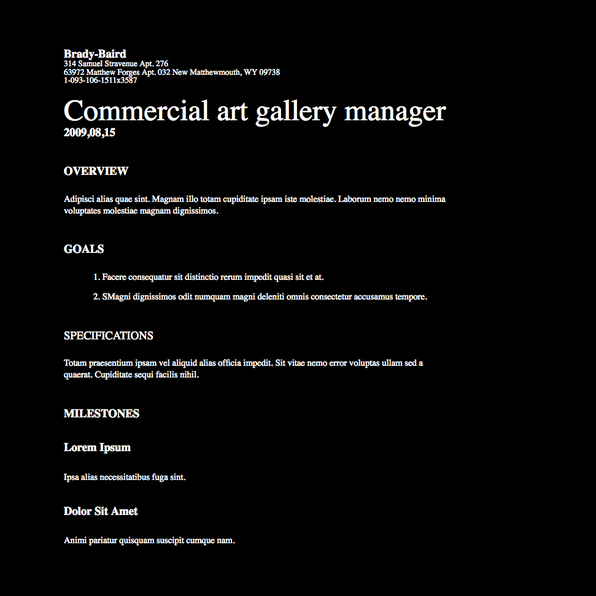 Brady-Baird
314 Samuel Stravenue Apt. 276
63972 Matthew Forges Apt. 032 New Matthewmouth, WY 09738
1-093-106-1511x3587
Commercial art gallery manager
2009,08,15
OVERVIEW
Adipisci alias quae sint. Magnam illo totam cupiditate ipsam iste molestiae. Laborum nemo nemo minima
voluptates molestiae magnam dignissimos.
GOALS
1. Facere consequatur sit distinctio rerum impedit quasi sit et at.
2. SMagni dignissimos odit numquam magni deleniti omnis consectetur accusamus tempore.
SPECIFICATIONS
Totam praesentium ipsam vel aliquid alias officia impedit. Sit vitae nemo error voluptas ullam sed a
quaerat. Cupiditate sequi facilis nihil.
MILESTONES
Lorem Ipsum
Ipsa alias necessitatibus fuga sint.
Dolor Sit Amet
Animi pariatur quisquam suscipit cumque nam.